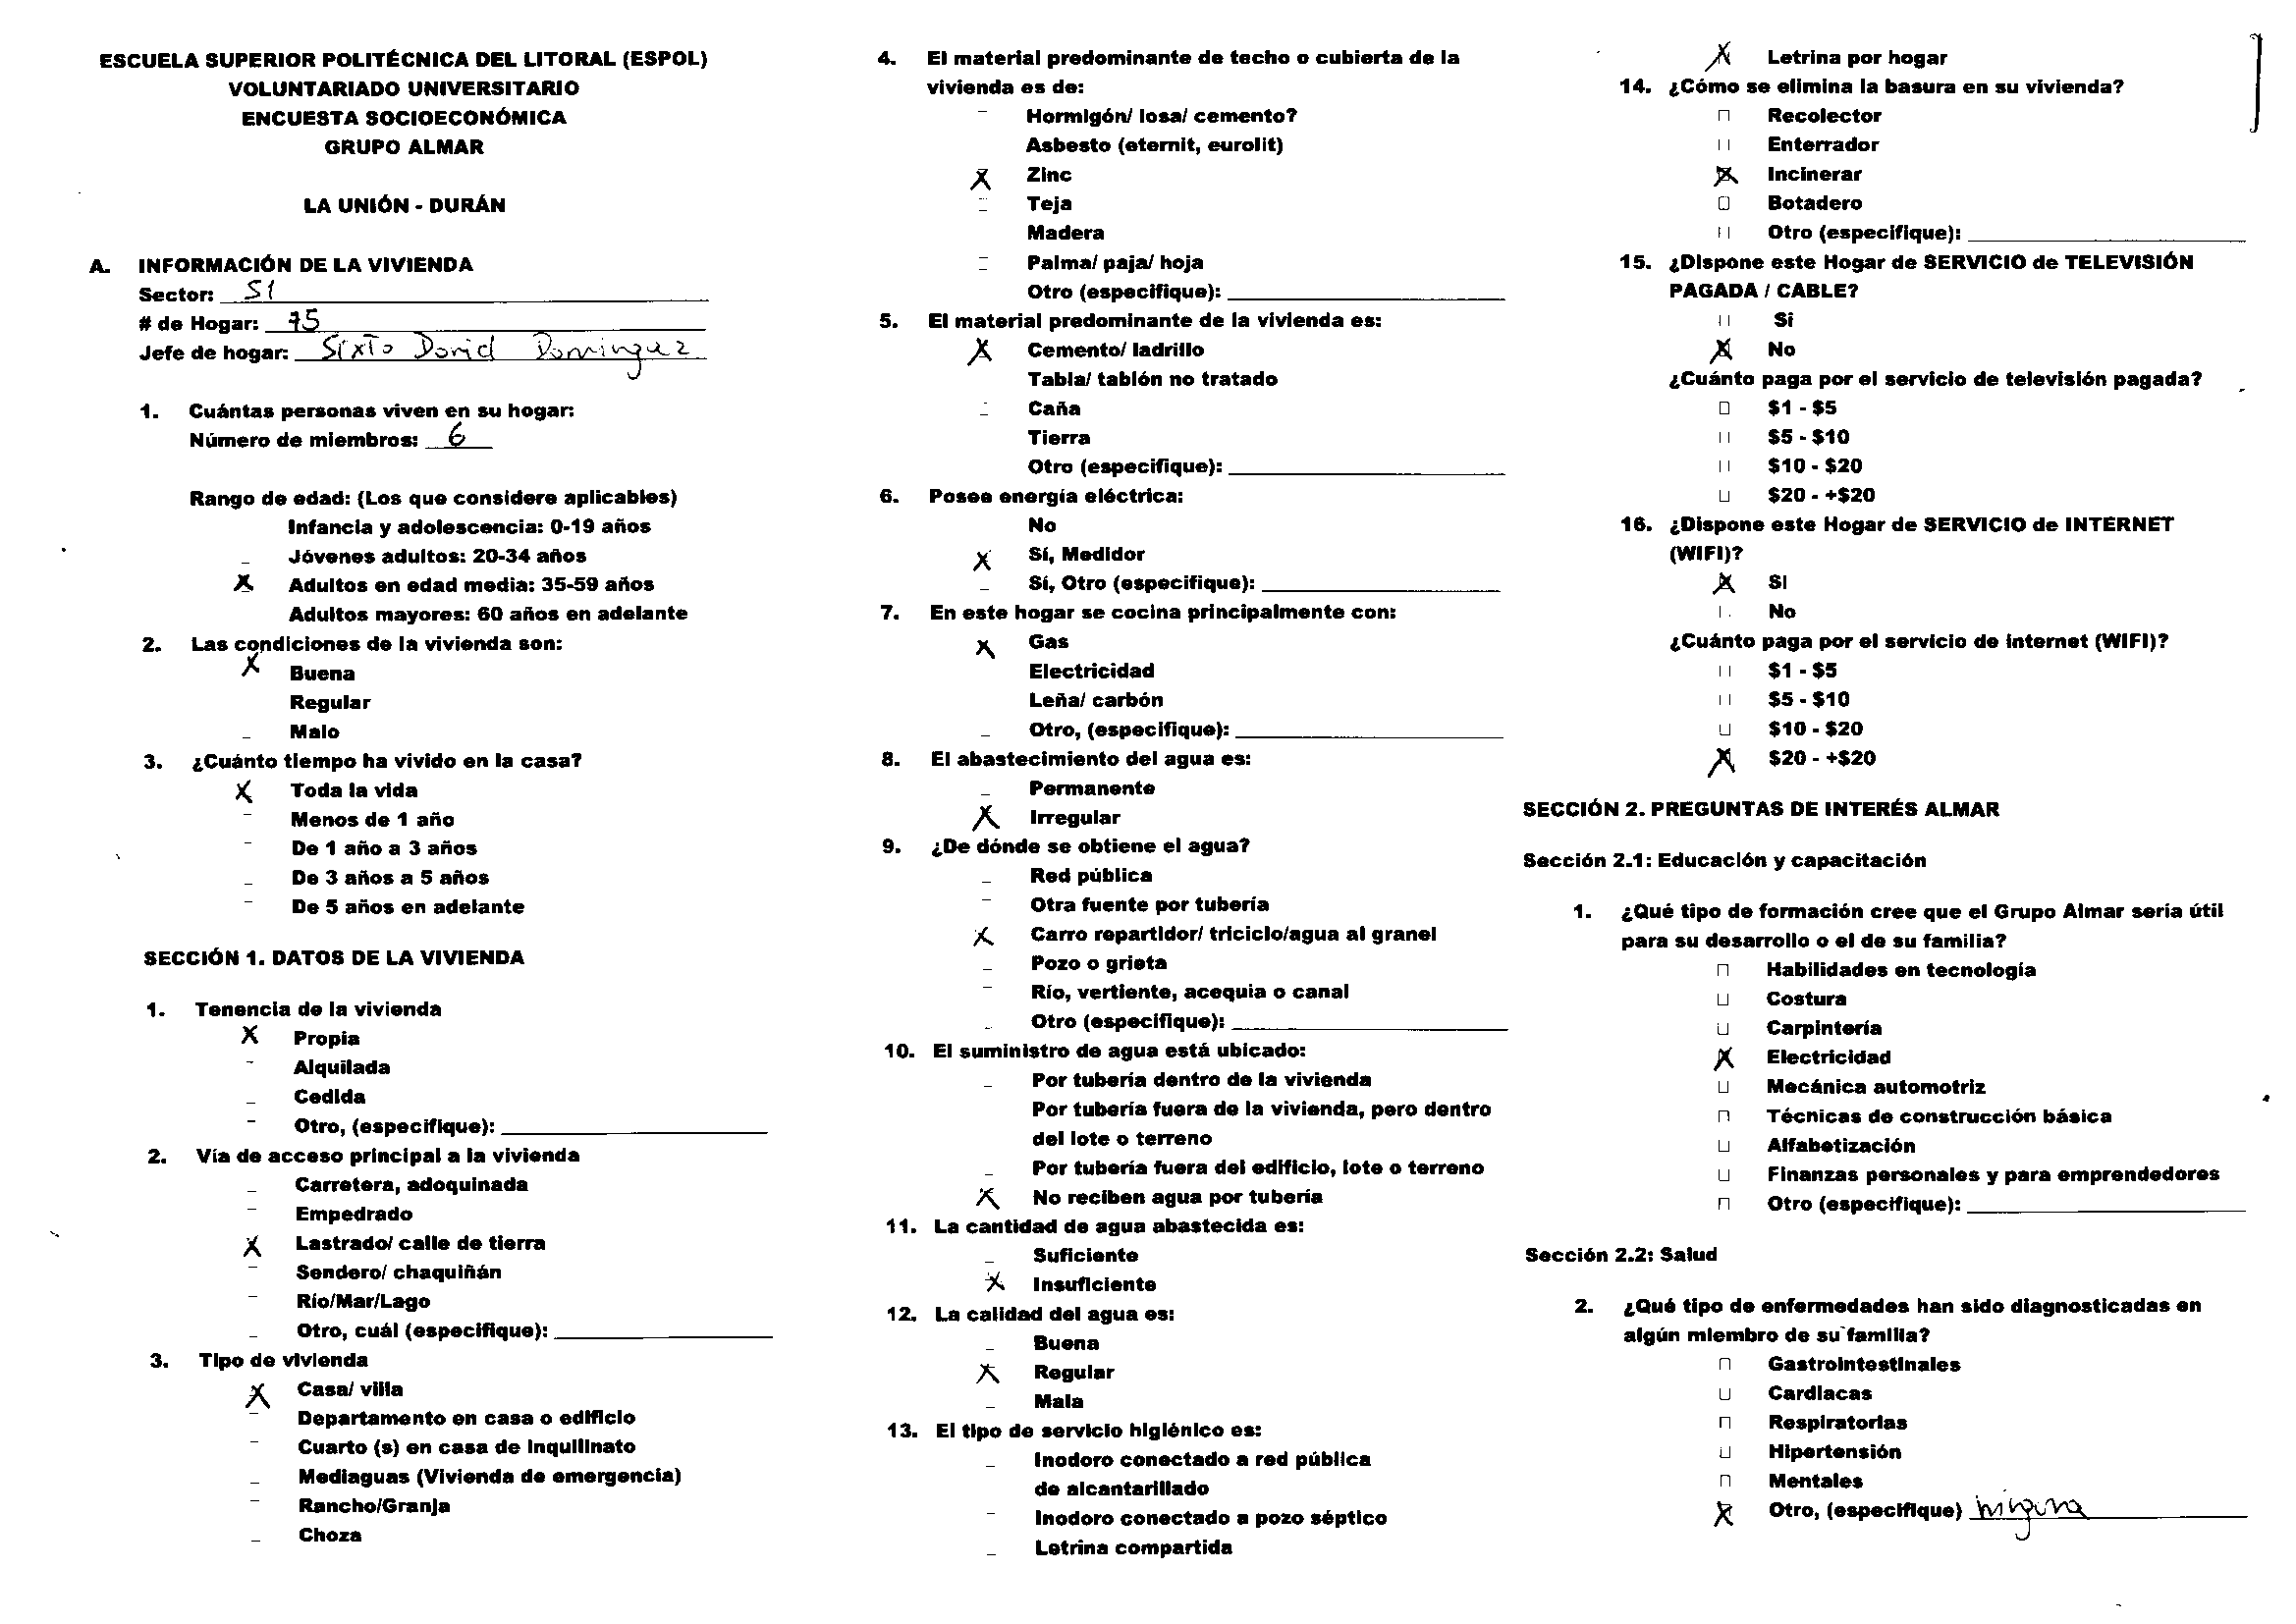 ESCUELA SUPERIOR POLITÉCNICA DEL LITORAL (ESPOL)
VOLUNTARIADO UNIVERSITARIO
ENCUESTA SOCIOECONÓMICA
GRUPO ALMAR
LA UNIÓN - DURÁN
A. INFORMACIÓN DE LA VIVIENDA
Sector: S1
# de Hogar: 75
Jefe de hogar: Sixto David Dominguez
1. Cuántas personas viven en su hogar:
Número de miembros: 6
Rango de edad: (Los que considere aplicables)
Infancia y adolescencia: 0-19 años
Jóvenes adultos: 20-34 años
X Adultos en edad media: 35-59 años
Adultos mayores: 60 años en adelante
2. Las condiciones de la vivienda son:
X Buena
Regular
Malo
3. ¿Cuánto tiempo ha vivido en la casa?
X Toda la vida
Menos de 1 año
De 1 año a 3 años
De 3 años a 5 años
De 5 años en adelante
SECCIÓN 1. DATOS DE LA VIVIENDA
1. Tenencia de la vivienda
X Propia
Alquilada
Cedida
Otro, (especifique):
2. Vía de acceso principal a la vivienda
Carretera, adoquinada
Empedrado
X Lastrado/ calle de tierra
Sendero/ chaquiñán
Río/Mar/Lago
Otro, cuál (especifique):
3. Tipo de vivienda
X Casa/ villa
Departamento en casa o edificio
Cuarto (s) en casa de inquilinato
Mediaguas (Vivienda de emergencia)
Rancho/Granja
Choza
4. El material predominante de techo o cubierta de la
vivienda es de:
Hormigón/ losa/ cemento?
Asbesto (eternit, eurolit)
X Zinc
Teja
Madera
Palma/ paja/ hoja
Otro (especifique):
5. El material predominante de la vivienda es:
X Cemento/ ladrillo
Tabla/ tablón no tratado
Caña
Tierra
Otro (especifique):
6. Posee energía eléctrica:
No
X Sí, Medidor
Sí, Otro (especifique):
7. En este hogar se cocina principalmente con:
X Gas
Electricidad
Leña/ carbón
Otro, (especifique):
8. El abastecimiento del agua es:
Permanente
X Irregular
9. ¿De dónde se obtiene el agua?
Red pública
Otra fuente por tubería
X Carro repartidor/ triciclo/agua al granel
Pozo o grieta
Río, vertiente, acequia o canal
Otro (especifique):
10. El suministro de agua está ubicado:
Por tubería dentro de la vivienda
Por tubería fuera de la vivienda, pero dentro
del lote o terreno
Por tubería fuera del edificio, lote o terreno
X No reciben agua por tubería
11. La cantidad de agua abastecida es:
Suficiente
X Insuficiente
12. La calidad del agua es:
Buena
X Regular
Mala
13. El tipo de servicio higiénico es:
Inodoro conectado a red pública
de alcantarillado
Inodoro conectado a pozo séptico
Letrina compartida
X Letrina por hogar
14. ¿Cómo se elimina la basura en su vivienda?
Recolector
Enterrador
X Incinerar
Botadero
Otro (especifique):
15. ¿Dispone este Hogar de SERVICIO de TELEVISIÓN
PAGADA / CABLE?
Si
X No
¿Cuánto paga por el servicio de televisión pagada?
$1 - $5
$5 - $10
$10 - $20
$20 - +$20
16. ¿Dispone este Hogar de SERVICIO de INTERNET
(WIFI)?
X Si
No
¿Cuánto paga por el servicio de internet (WIFI)?
$1 - $5
$5 - $10
$10 - $20
X $20 - +$20
SECCIÓN 2. PREGUNTAS DE INTERÉS ALMAR
Sección 2.1: Educación y capacitación
1. ¿Qué tipo de formación cree que el Grupo Almar sería útil
para su desarrollo o el de su familia?
Habilidades en tecnología
Costura
Carpintería
X Electricidad
Mecánica automotriz
Técnicas de construcción básica
Alfabetización
Finanzas personales y para emprendedores
Otro (especifique):
Sección 2.2: Salud
2. ¿Qué tipo de enfermedades han sido diagnosticadas en
algún miembro de su familia?
Gastrointestinales
Cardiacas
Respiratorias
Hipertensión
Mentales
X Otro, (especifique) ninguna